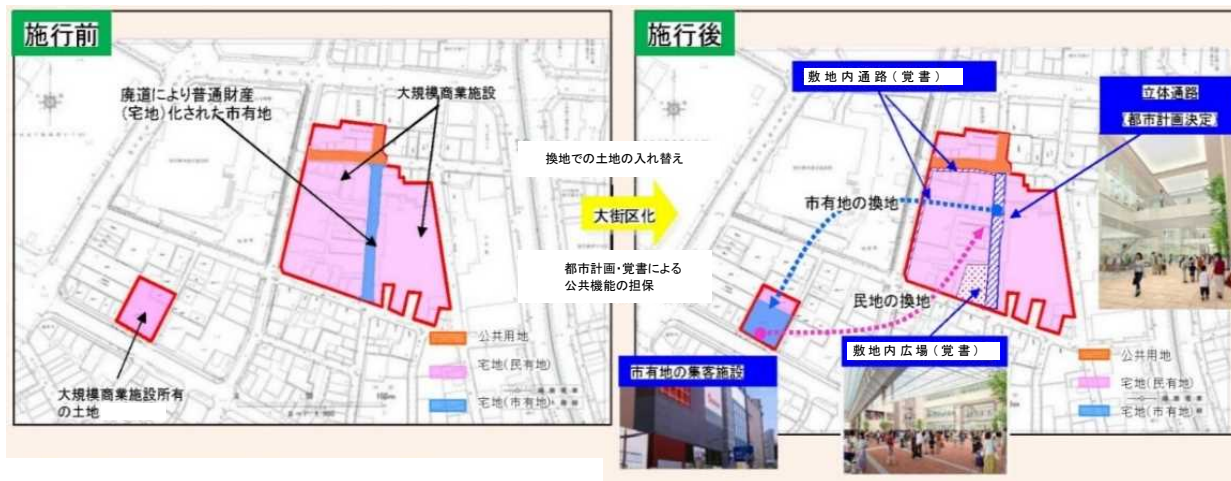 施行前
廃道により普通財産
(宅地)化された市有地
大規模商業施設
公共用地
宅地(民有地)
宅地(市有地)
大規模商業施設所有
の土地
換地での土地の入れ替え
大街区化
都市計画・覚書による
公共機能の担保
施行後
敷地内通路(覚書)
立体通路
(都市計画決定)
市有地の換地
民地の換地
敷地内広場(覚書)
市有地の集客施設
公共用地
宅地(民有地)
宅地(市有地)